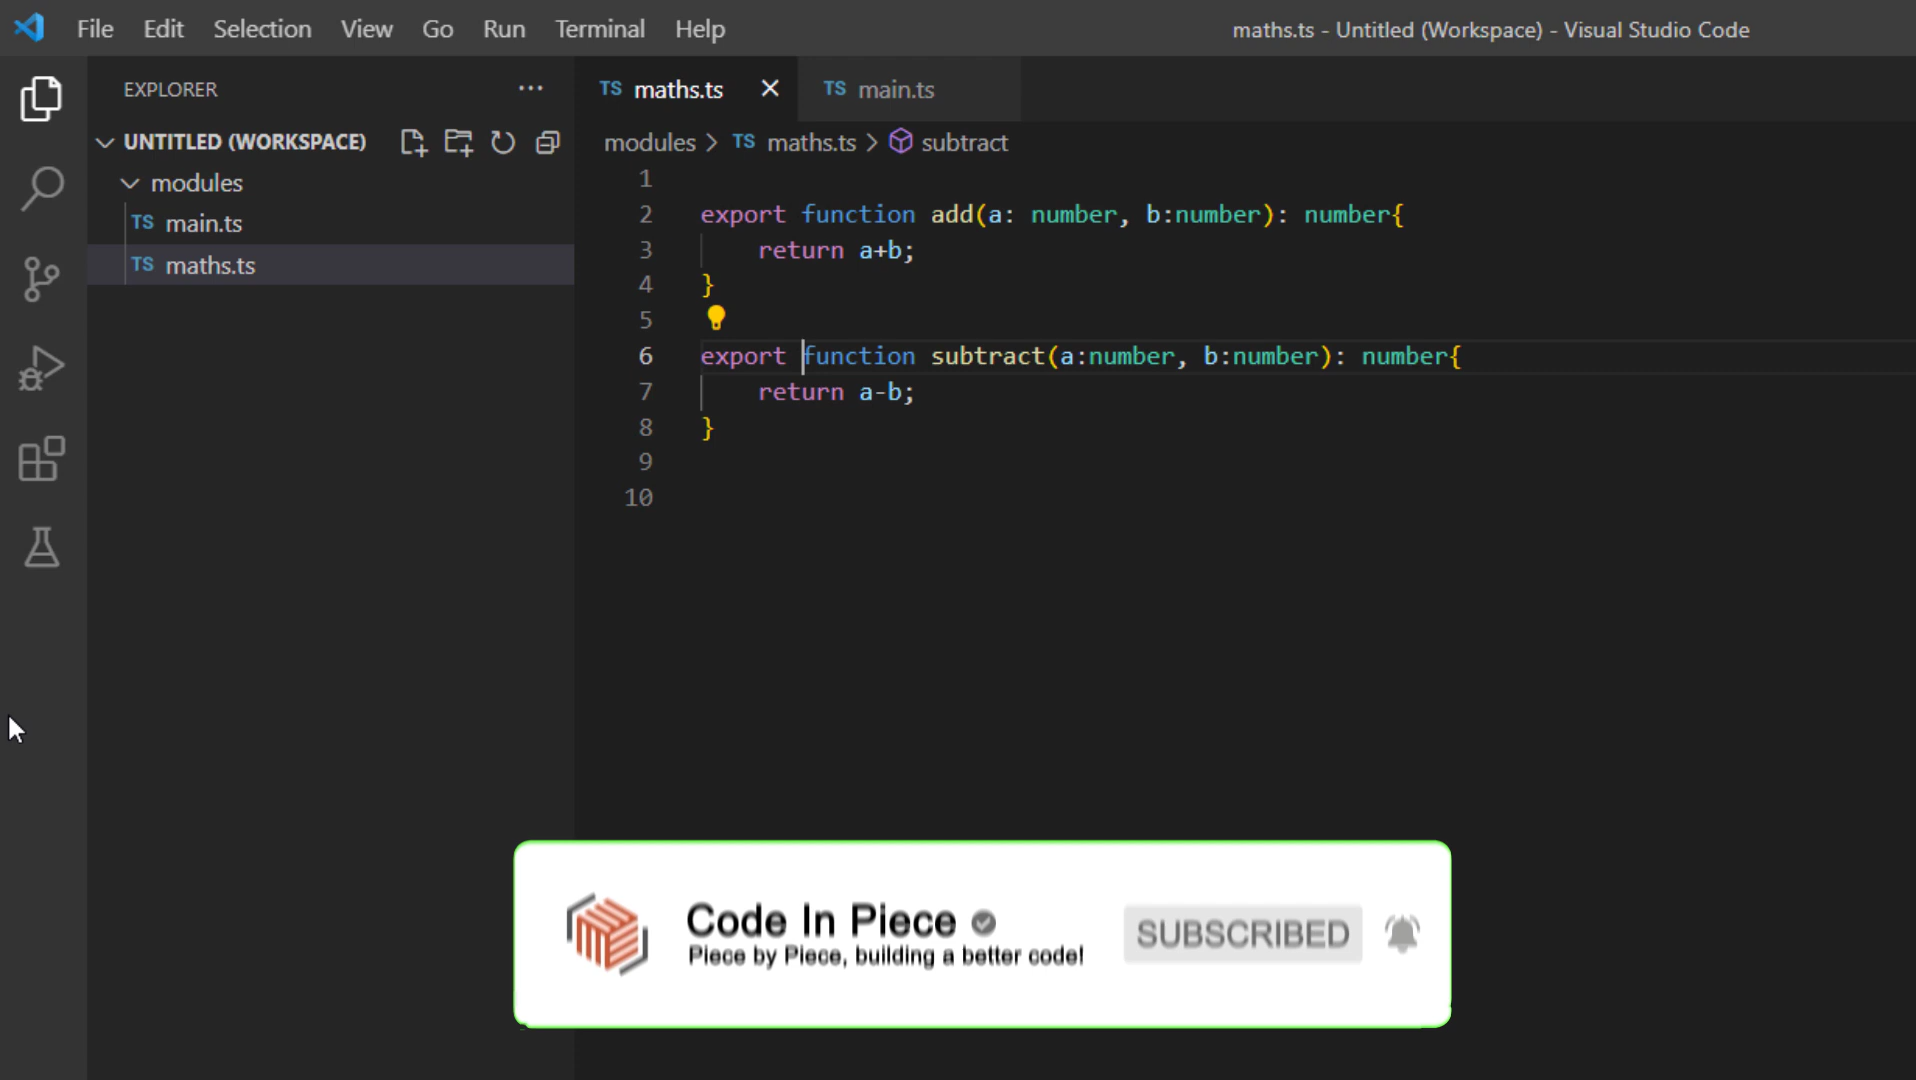 File Edit Selection View Go Run Terminal Help
maths.ts - Untitled (Workspace) - Visual Studio Code
EXPLORER
UNTITLED (WORKSPACE)
modules
TS main.ts
TS maths.ts
TS maths.ts
TS main.ts
modules > TS maths.ts > subtract
1
2 export function add(a: number, b:number): number{
3 return a+b;
4 }
5
6 export function subtract(a:number, b:number): number{
7 return a-b;
8 }
9
10
Code In Piece
Piece by Piece, building a better code!
SUBSCRIBED